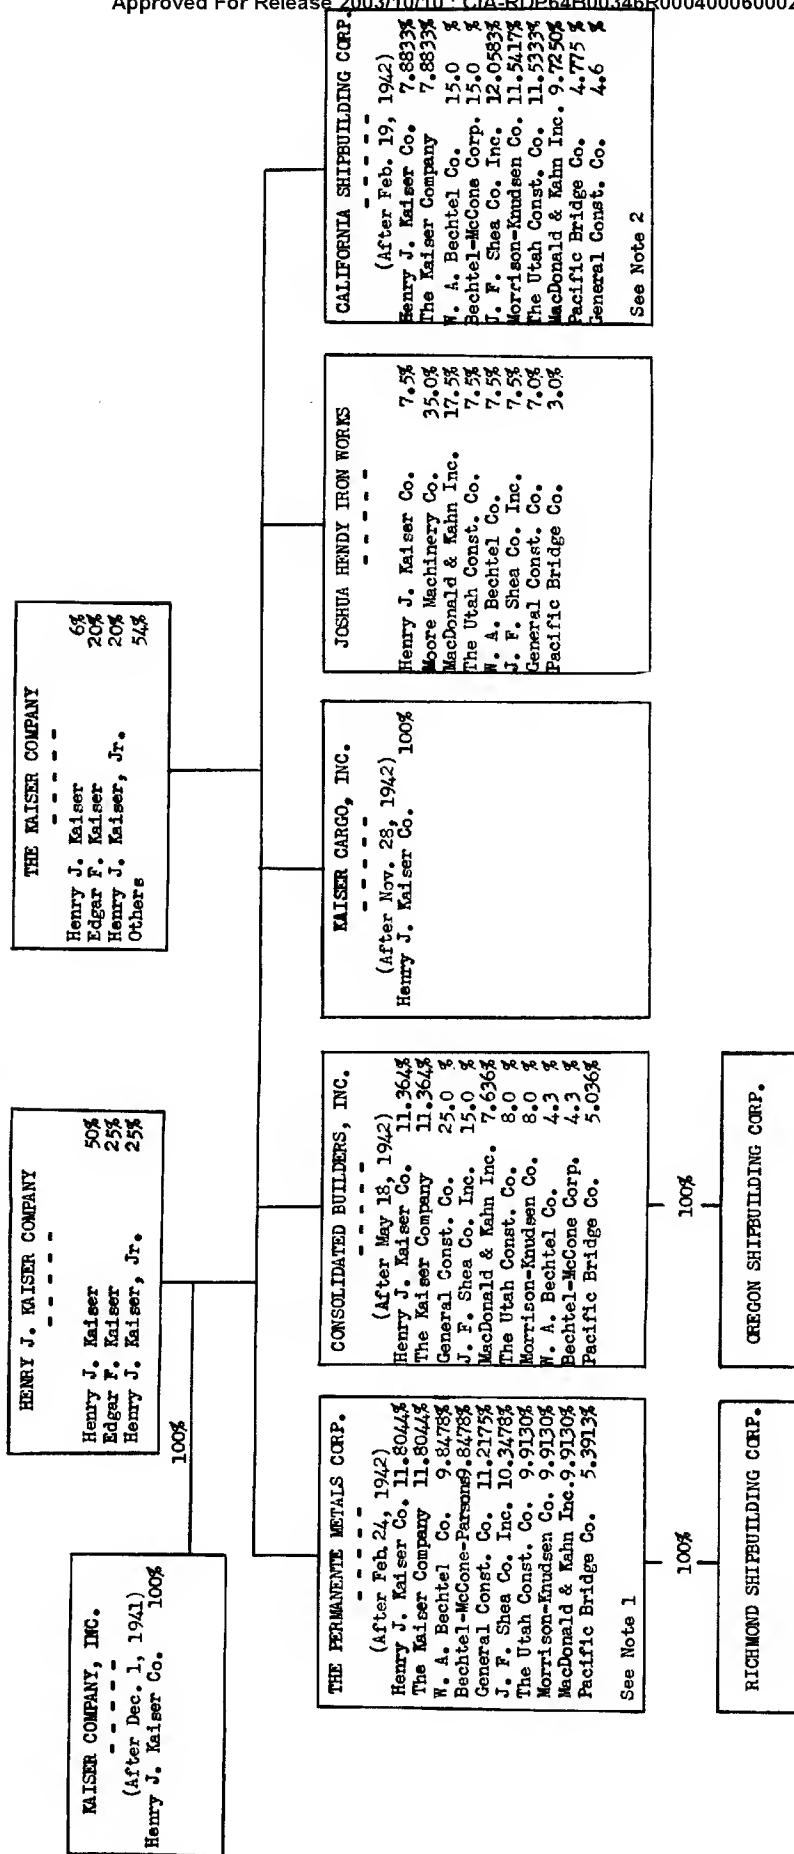 Approved For Release 2003/10/10 : CIA-RDP64B00346R000400060002
KAISER COMPANY, INC.
- - - - -
(After Dec. 1, 1941)
Henry J. Kaiser Co. 100%
HENRY J. KAISER COMPANY
- - - - -
Henry J. Kaiser 50%
Edgar F. Kaiser 25%
Henry J. Kaiser, Jr. 25%
100%
THE KAISER COMPANY
- - - - -
Henry J. Kaiser 6%
Edgar F. Kaiser 20%
Henry J. Kaiser, Jr. 20%
Others 54%
THE PERMANENTE METALS CORP.
- - - - -
(After Feb. 24, 1942)
Henry J. Kaiser Co. 11.8044%
The Kaiser Company 11.8044%
W. A. Bechtel Co. 9.8478%
Bechtel-McCone-Parsons 9.8478%
General Const. Co. 11.2175%
J. F. Shea Co. Inc. 10.3478%
The Utah Const. Co. 9.9130%
Morrison-Knudsen Co. 9.9130%
MacDonald & Kahn Inc. 9.9130%
Pacific Bridge Co. 5.3913%
See Note 1
100%
RICHMOND SHIPBUILDING CORP.
CONSOLIDATED BUILDERS, INC.
- - - - -
(After May 18, 1942)
Henry J. Kaiser Co. 11.364%
The Kaiser Company 11.364%
General Const. Co. 25.0 %
J. F. Shea Co. Inc. 15.0 %
MacDonald & Kahn Inc. 7.636%
The Utah Const. Co. 8.0 %
Morrison-Knudsen Co. 8.0 %
W. A. Bechtel Co. 4.3 %
Bechtel-McCone Corp. 4.3 %
Pacific Bridge Co. 5.036%
100%
OREGON SHIPBUILDING CORP.
KAISER CARGO, INC.
- - - - -
(After Nov. 28, 1942)
Henry J. Kaiser Co. 100%
JOSHUA HENDY IRON WORKS
- - - - -
Henry J. Kaiser Co. 7.5%
Moore Machinery Co. 35.0%
MacDonald & Kahn Inc. 17.5%
The Utah Const. Co. 7.5%
W. A. Bechtel Co. 7.5%
J. F. Shea Co. Inc. 7.5%
General Const. Co. 7.0%
Pacific Bridge Co. 3.0%
CALIFORNIA SHIPBUILDING CORP.
- - - - -
(After Feb. 19, 1942)
Henry J. Kaiser Co. 7.8833%
The Kaiser Company 7.8833%
W. A. Bechtel Co. 15.0 %
Bechtel-McCone Corp. 15.0 %
J. F. Shea Co. Inc. 12.0583%
Morrison-Knudsen Co. 11.5417%
The Utah Const. Co. 11.5333%
MacDonald & Kahn Inc. 9.7250%
Pacific Bridge Co. 4.775 %
General Const. Co. 4.6 %
See Note 2